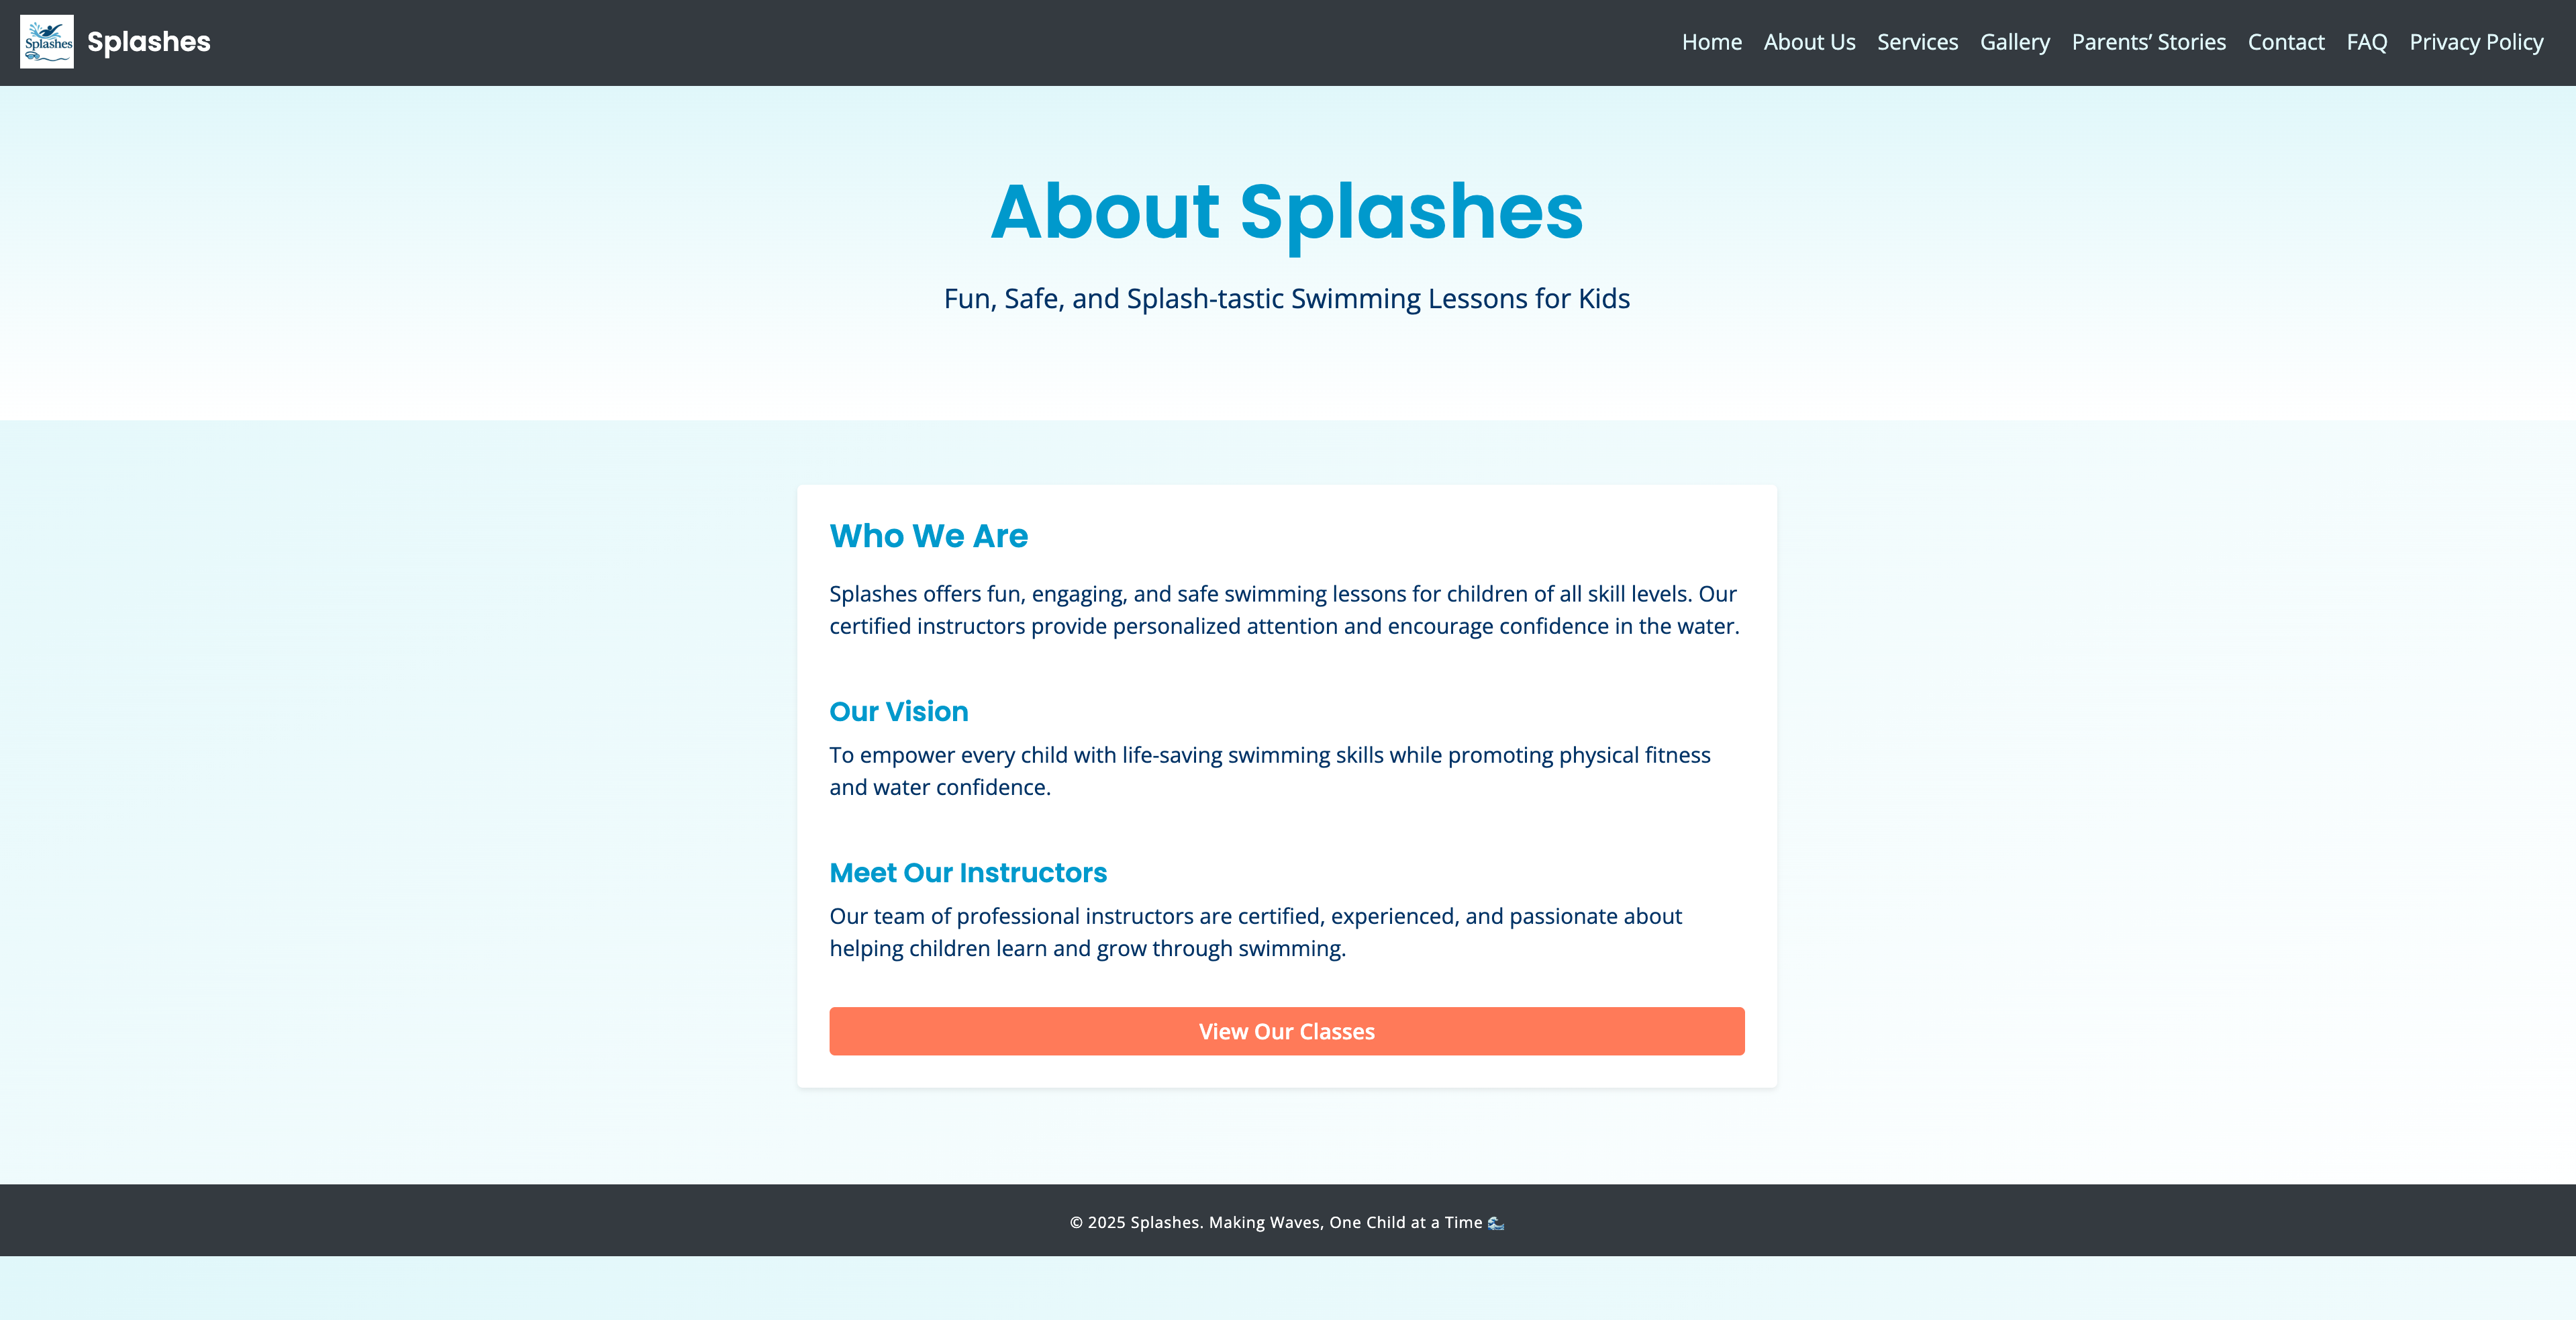 Splashes
Splashes
Home About Us Services Gallery Parents’ Stories Contact FAQ Privacy Policy
About Splashes
Fun, Safe, and Splash-tastic Swimming Lessons for Kids
Who We Are
Splashes offers fun, engaging, and safe swimming lessons for children of all skill levels. Our
certified instructors provide personalized attention and encourage confidence in the water.
Our Vision
To empower every child with life-saving swimming skills while promoting physical fitness
and water confidence.
Meet Our Instructors
Our team of professional instructors are certified, experienced, and passionate about
helping children learn and grow through swimming.
View Our Classes
© 2025 Splashes. Making Waves, One Child at a Time 🌊